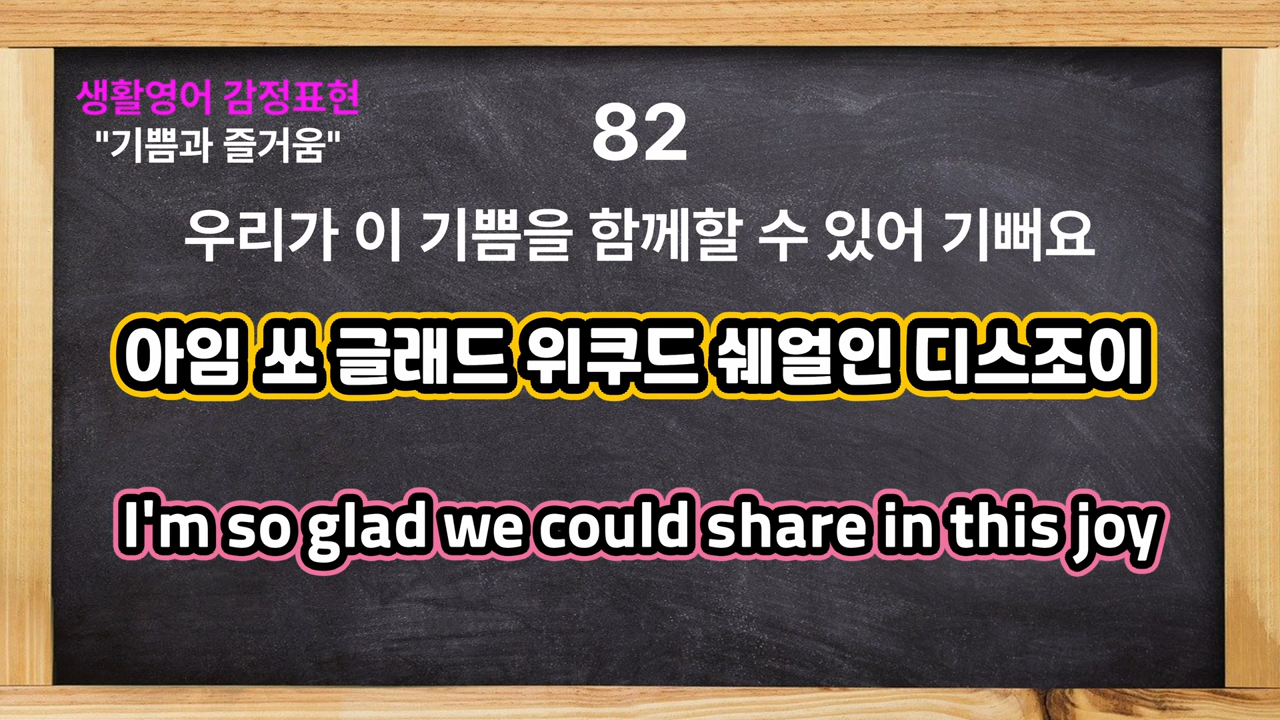 생활영어 감정표현
"기쁨과 즐거움"
82
우리가 이 기쁨을 함께할 수 있어 기뻐요
아임 쏘 글래드 위쿠드 쉐얼인 디스조이
I'm so glad we could share in this joy